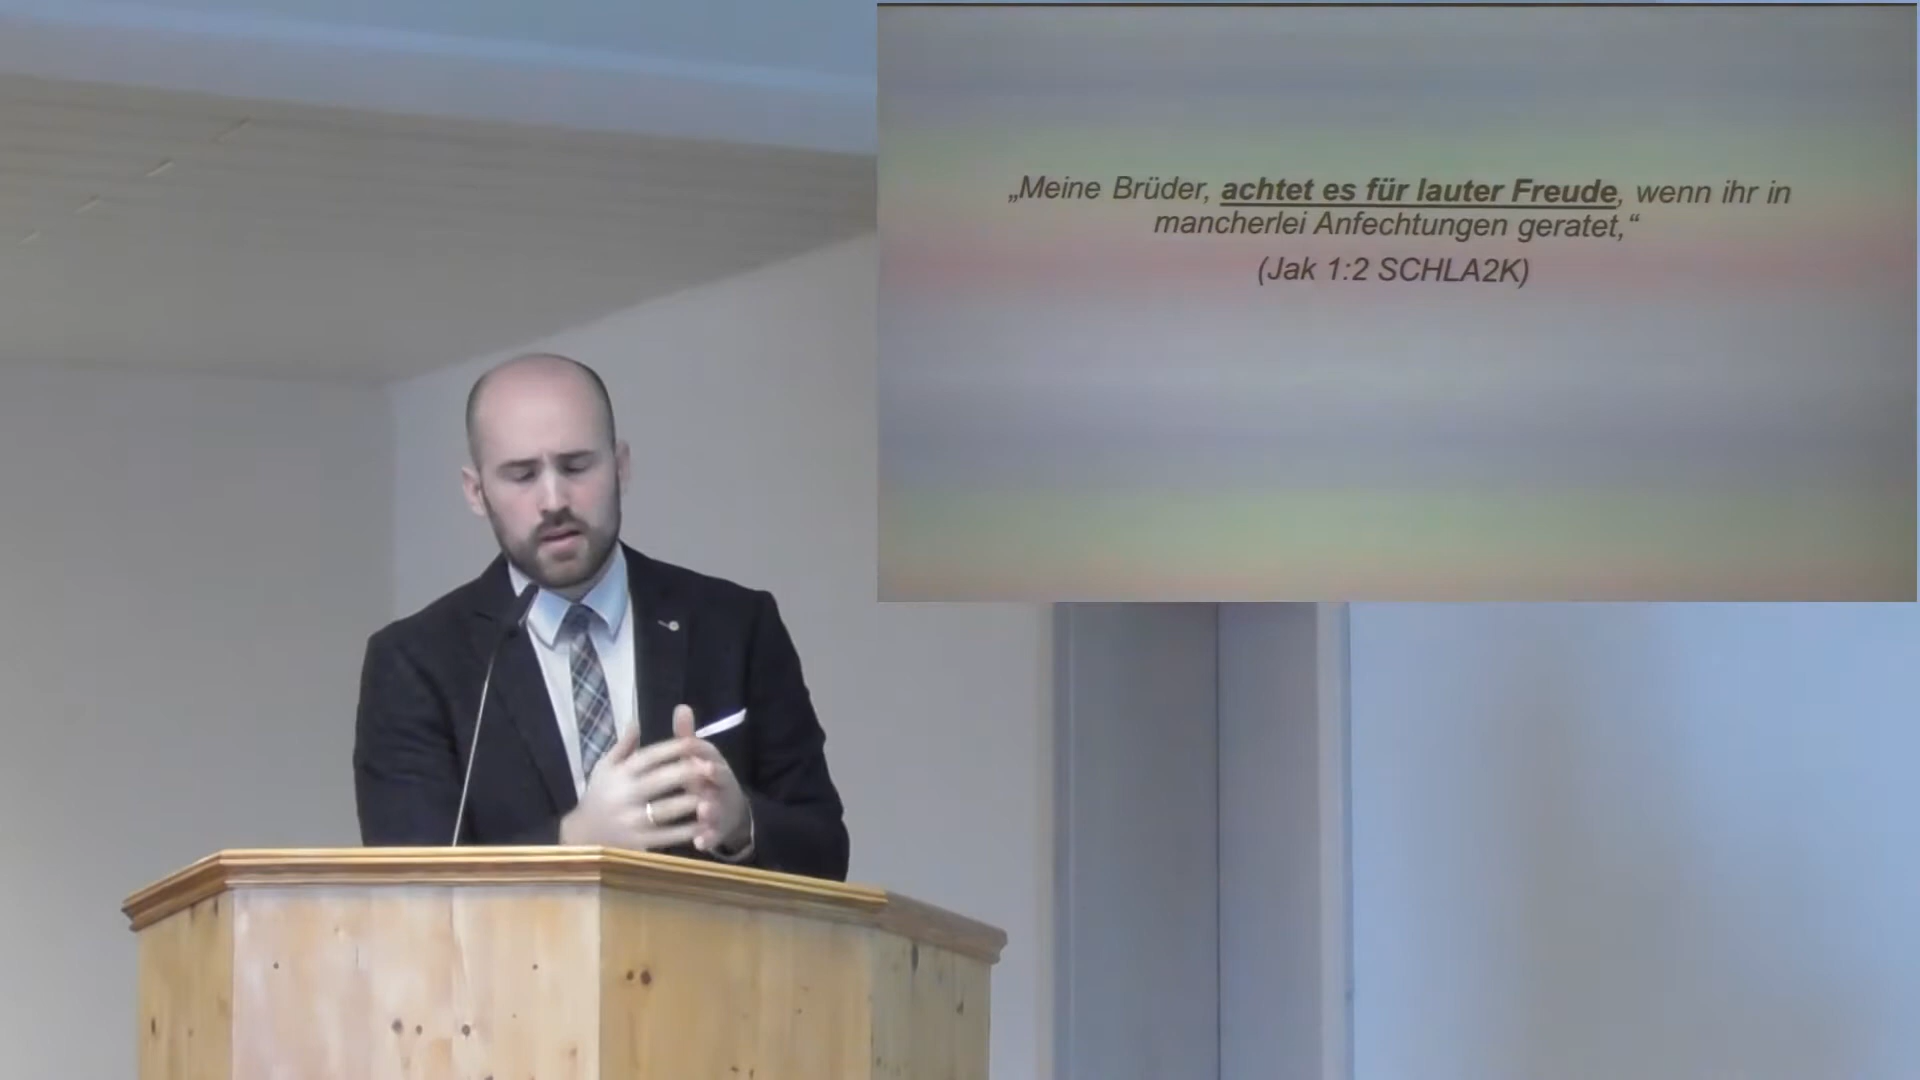 „Meine Brüder, achtet es für lauter Freude, wenn ihr in
mancherlei Anfechtungen geratet,“
(Jak 1:2 SCHLA2K)